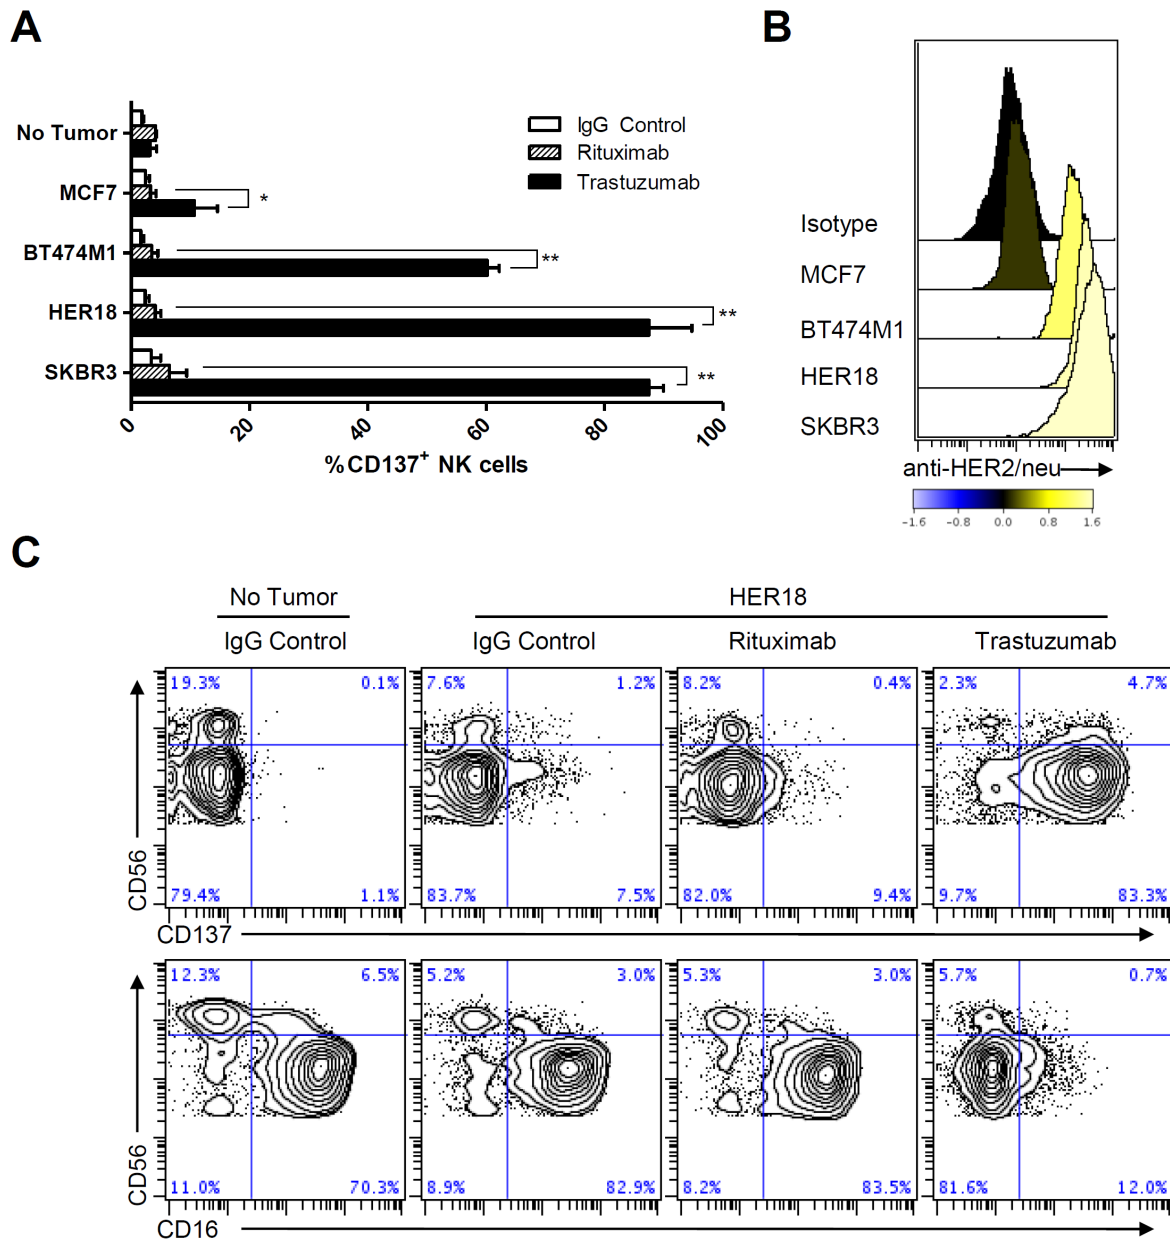 A
No Tumor
MCF7
BT474M1
HER18
SKBR3
IgG Control
Rituximab
Trastuzumab
*
**
**
**
0
20
40
60
80
100
%CD137+ NK cells
B
Isotype
MCF7
BT474M1
HER18
SKBR3
anti-HER2/neu
-1.6 -0.8 0.0 0.8 1.6
C
No Tumor HER18
IgG Control IgG Control Rituximab Trastuzumab
19.3% 0.1% 7.6% 1.2% 8.2% 0.4% 2.3% 4.7%
CD56
79.4% 1.1% 83.7% 7.5% 82.0% 9.4% 9.7% 83.3%
CD137
12.3% 6.5% 5.2% 3.0% 5.3% 3.0% 5.7% 0.7%
CD56
11.0% 70.3% 8.9% 82.9% 8.2% 83.5% 81.6% 12.0%
CD16